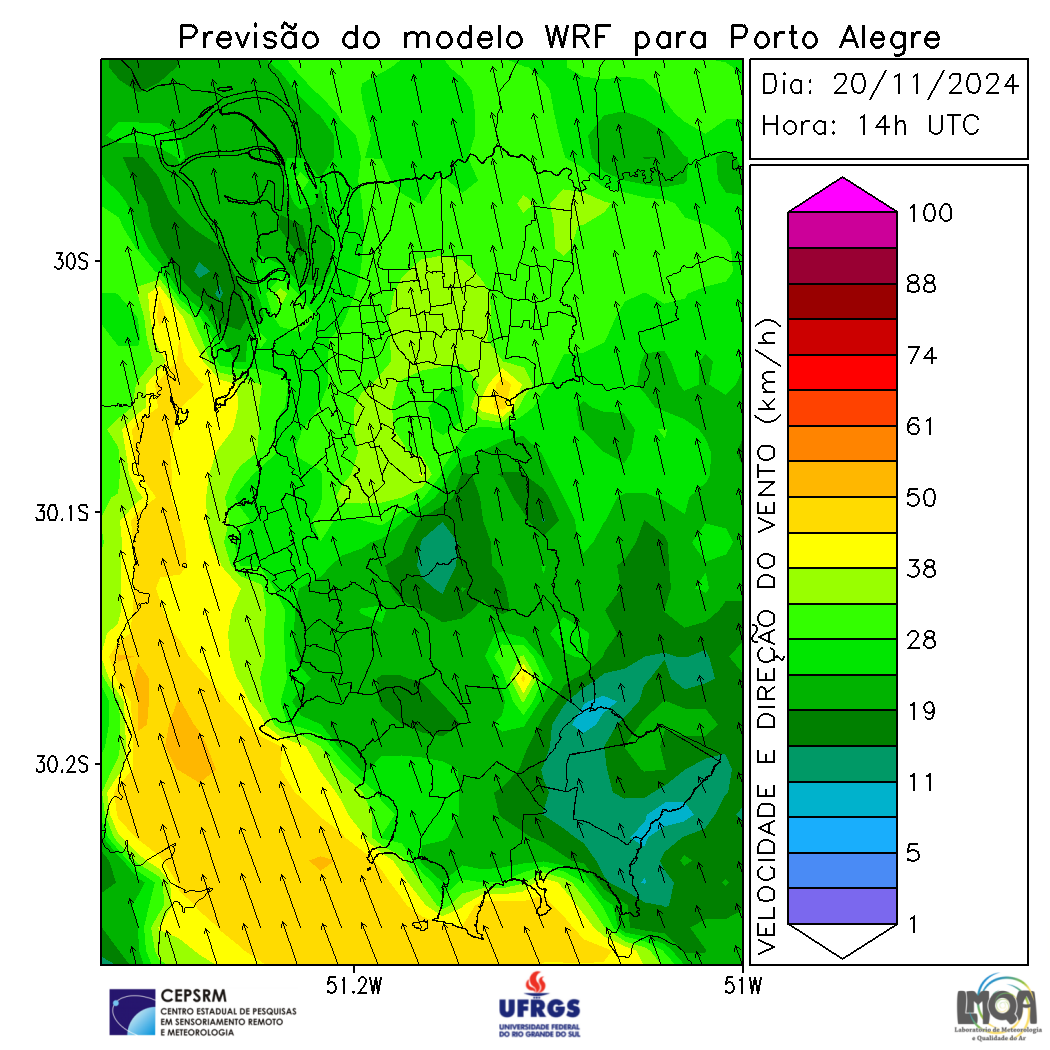 Previsão do modelo WRF para Porto Alegre
Dia: 20/11/2024
Hora: 14h UTC
30S
30.1S
30.2S
51.2W
51W
VELOCIDADE E DIREÇÃO DO VENTO (km/h)
100
88
74
61
50
38
28
19
11
5
1
CEPSRM
CENTRO ESTADUAL DE PESQUISAS
EM SENSORIAMENTO REMOTO
E METEOROLOGIA
UFRGS
UNIVERSIDADE FEDERAL
DO RIO GRANDE DO SUL
LMQA
Laboratório de Meteorologia
e Qualidade do Ar